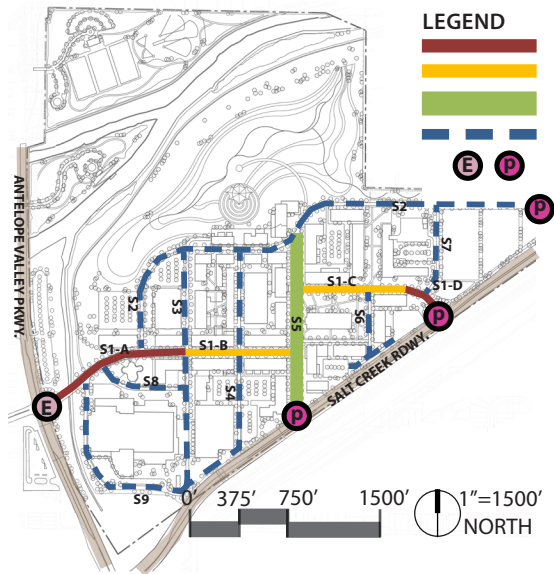 LEGEND
E P
P
S2
S7
ANTELOPE VALLEY PKWY.
S1-C
S1-D
S2
S3
S5
S6
P
S1-A
S1-B
SALT CREEK RDWY.
S8
S4
E
P
S9
0' 375' 750' 1500'
1"=1500'
NORTH